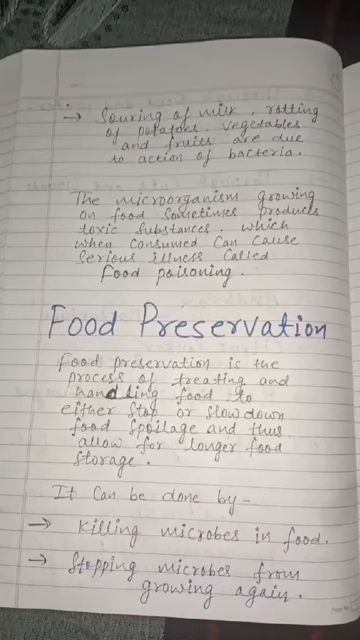 → Souring of milk, rotting
of potatoes, vegetables
and fruits are due
to action of bacteria.
The microorganism growing
on food sometimes products
toxic substances, which
when consumed can cause
serious illness called
food poisoning.
Food Preservation
Food preservation is the
process of treating and
handling food to
either stop or slow down
food spoilage and thus
allow for longer food
storage.
It can be done by-
→ Killing microbes in food.
→ Stopping microbes from
growing again.